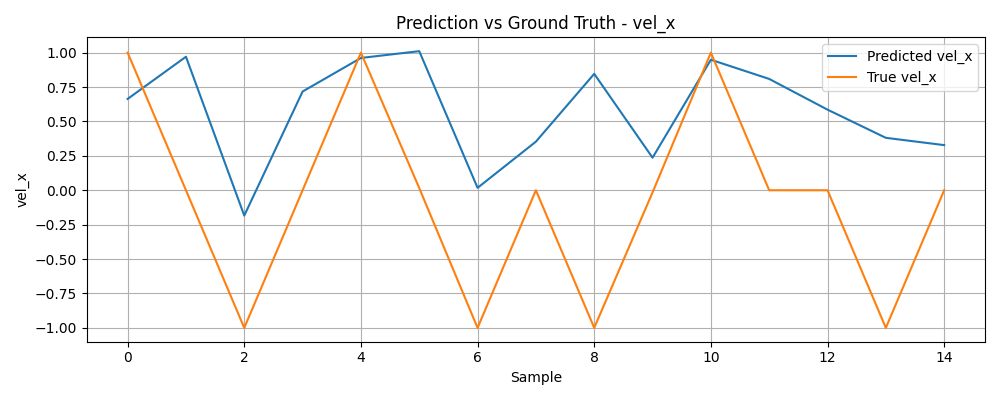 Prediction vs Ground Truth - vel_x
Predicted vel_x
True vel_x
vel_x
1.00
0.75
0.50
0.25
0.00
−0.25
−0.50
−0.75
−1.00
0 2 4 6 8 10 12 14
Sample